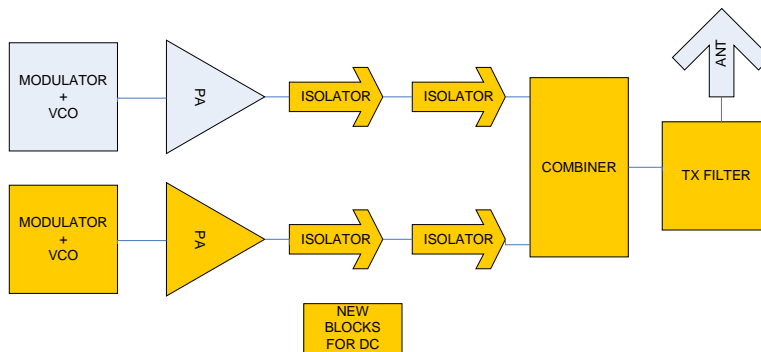 MODULATOR
+
VCO
PA
ISOLATOR
ISOLATOR
COMBINER
TX FILTER
ANT
MODULATOR
+
VCO
PA
ISOLATOR
ISOLATOR
NEW
BLOCKS
FOR DC